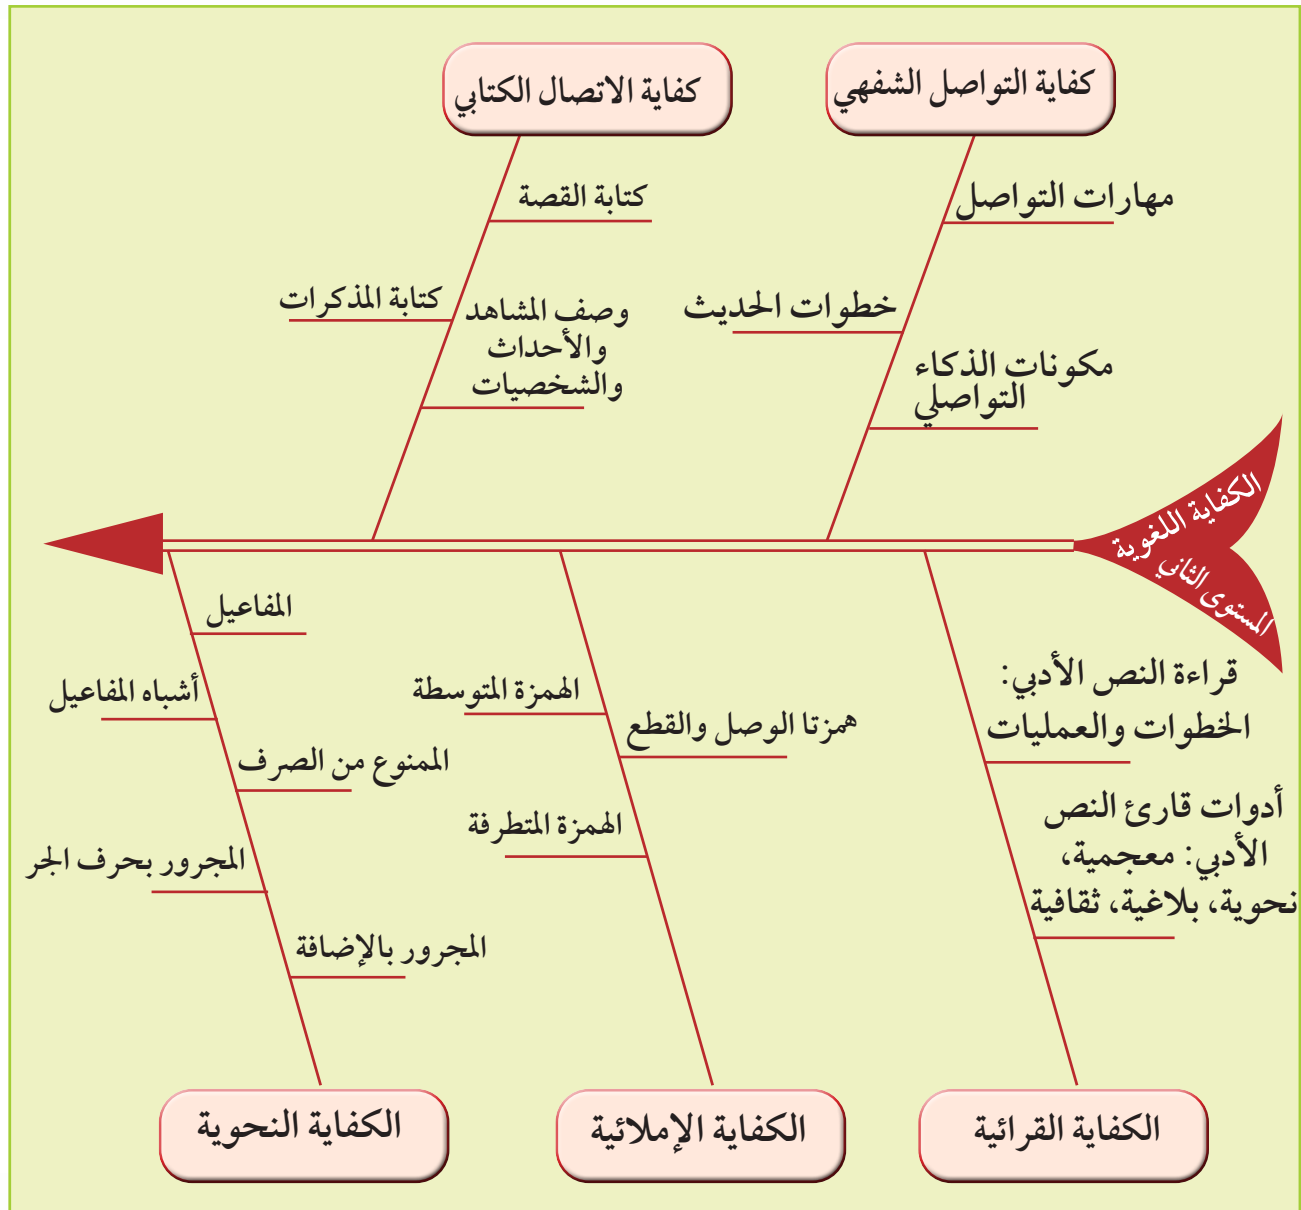 كفاية التواصل الشفهي
مهارات التواصل
خطوات الحديث
مكونات الذكاء
التواصلي
كفاية الاتصال الكتابي
كتابة القصة
كتابة المذكرات
وصف المشاهد
والأحداث
والشخصيات
الكفاية اللغوية
المستوى الثاني
قراءة النص الأدبي:
الخطوات والعمليات
أدوات قارئ النص
الأدبي: معجمية،
نحوية، بلاغية، ثقافية
الكفاية القرائية
همزتا الوصل والقطع
الهمزة المتوسطة
الهمزة المتطرفة
الكفاية الإملائية
المفاعيل
أشباه المفاعيل
الممنوع من الصرف
المجرور بحرف الجر
المجرور بالإضافة
الكفاية النحوية